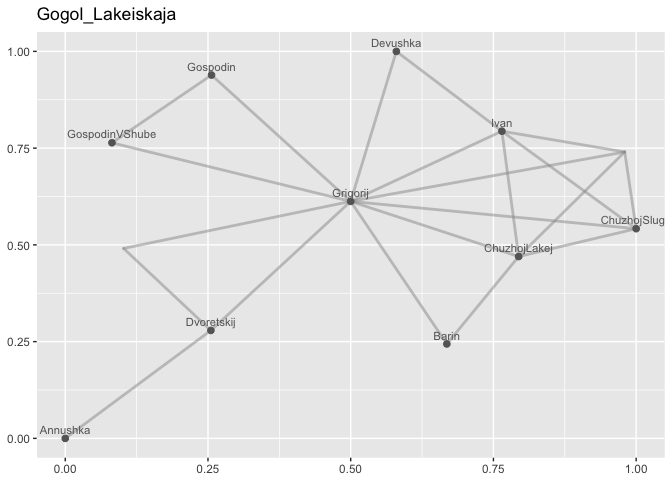 Gogol_Lakeiskaja
1.00
Devushka
Gospodin
Ivan
GospodinVShube
0.75
Grigorij
ChuzhojSlug
0.50
ChuzhojLakej
Dvoretskij
Barin
0.25
Annushka
0.00
0.00 0.25 0.50 0.75 1.00